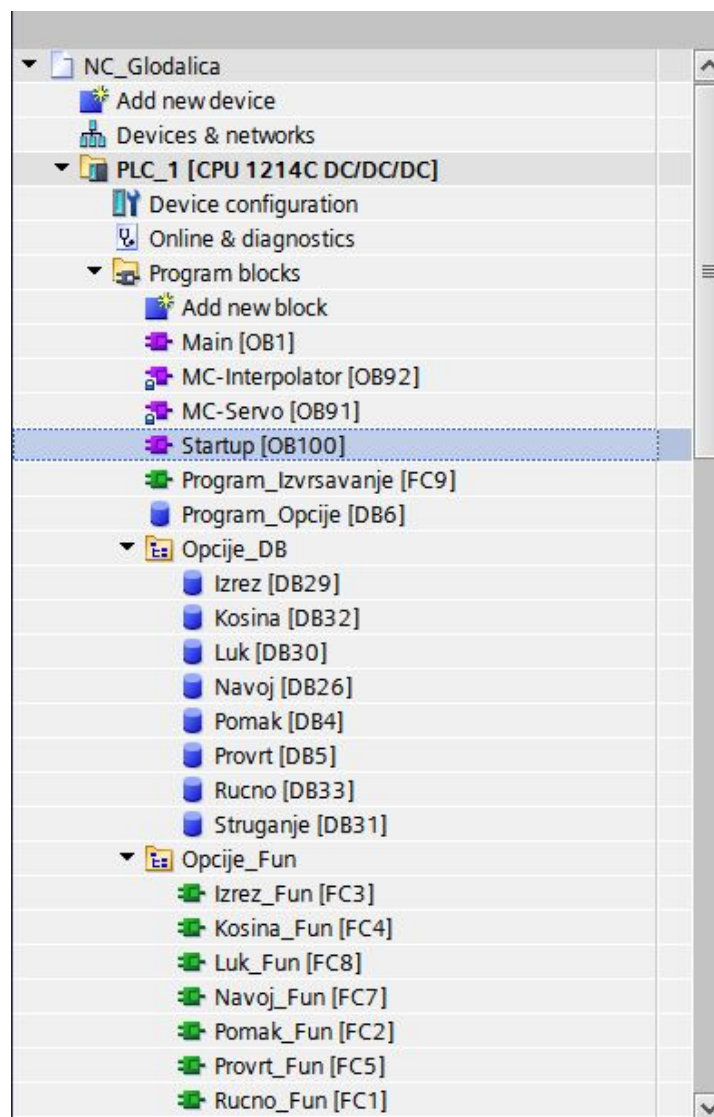 NC_Glodalica
Add new device
Devices & networks
PLC_1 [CPU 1214C DC/DC/DC]
Device configuration
Online & diagnostics
Program blocks
Add new block
Main [OB1]
MC-Interpolator [OB92]
MC-Servo [OB91]
Startup [OB100]
Program_Izvrsavanje [FC9]
Program_Opcije [DB6]
Opcije_DB
Izrez [DB29]
Kosina [DB32]
Luk [DB30]
Navoj [DB26]
Pomak [DB4]
Provrt [DB5]
Rucno [DB33]
Struganje [DB31]
Opcije_Fun
Izrez_Fun [FC3]
Kosina_Fun [FC4]
Luk_Fun [FC8]
Navoj_Fun [FC7]
Pomak_Fun [FC2]
Provrt_Fun [FC5]
Rucno_Fun [FC1]